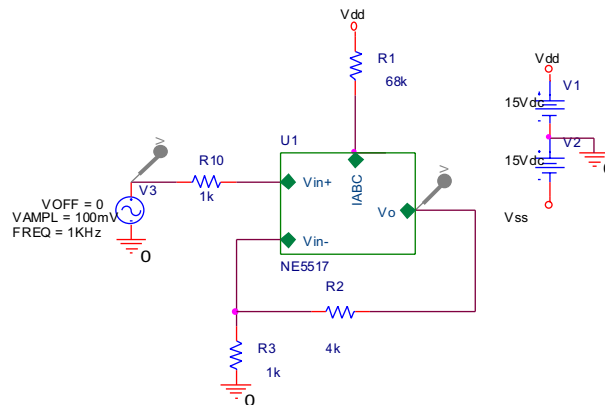 Vdd
R1
68k
Vdd
V1
15Vdc
V2
15Vdc
0
Vss
U1
R10
1k
V
V3
VOFF = 0
VAMPL = 100mV
FREQ = 1KHz
0
Vin+
IABC
Vo
V
Vin-
NE5517
R2
4k
R3
1k
0